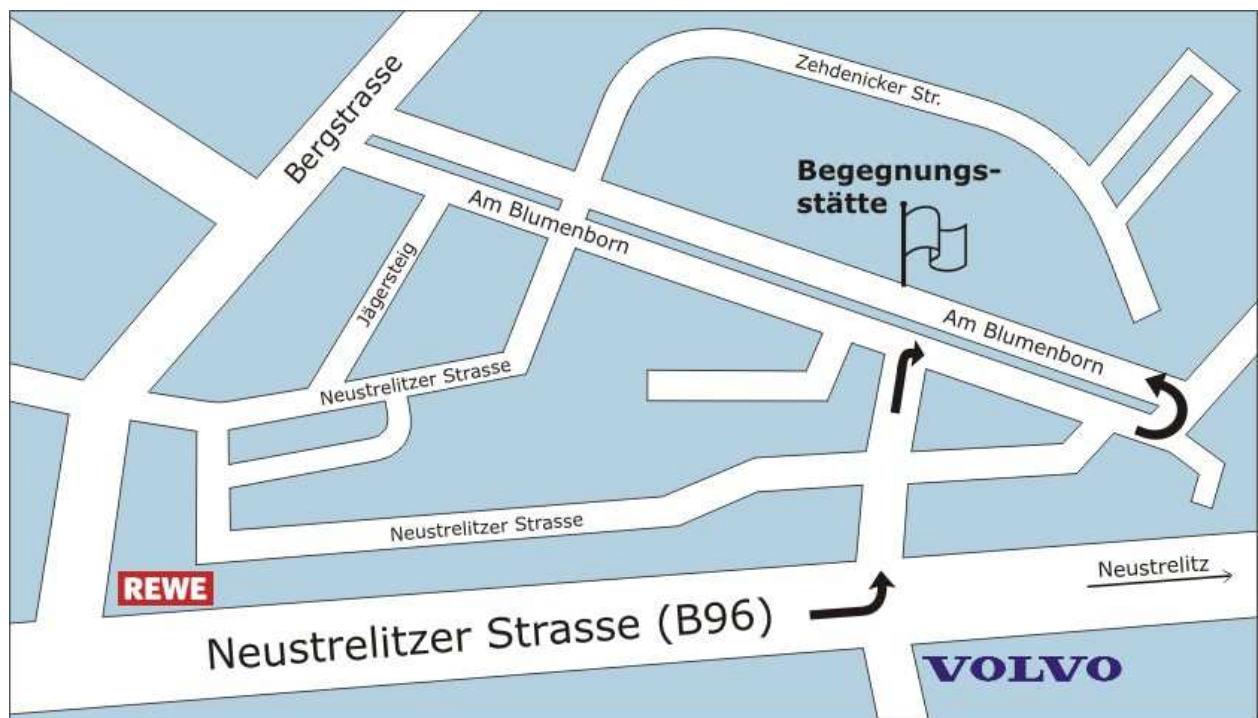 Bergstrasse
Zehdenicker Str.
Begegnungs-
stätte
Am Blumenborn
Jägersteig
Am Blumenborn
Neustrelitzer Strasse
Neustrelitzer Strasse
Neustrelitz
REWE
Neustrelitzer Strasse (B96)
VOLVO